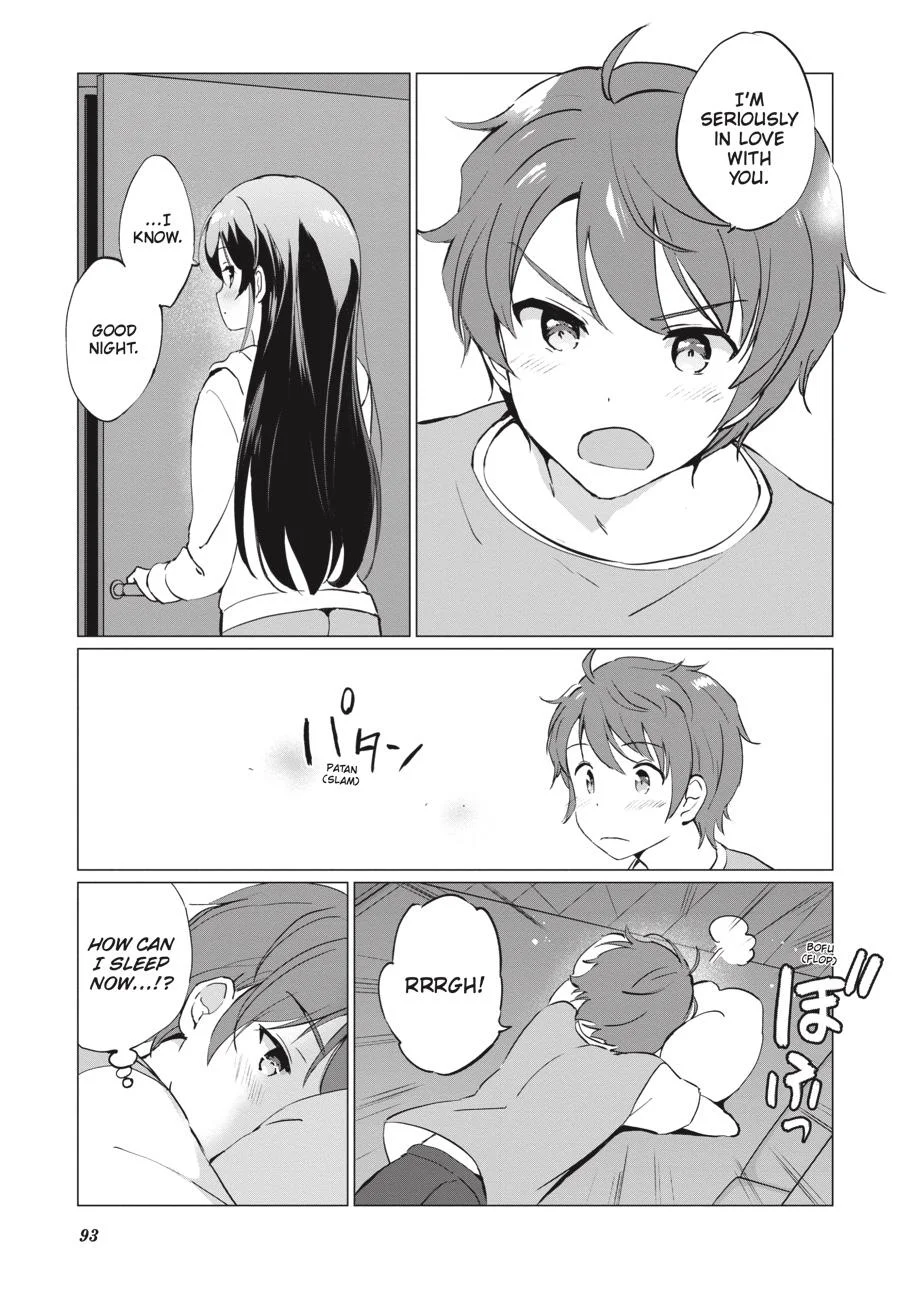 I'M
SERIOUSLY
IN LOVE
WITH
YOU.
...I
KNOW.
GOOD
NIGHT.
パタン
PATAN
(SLAM)
BOFU
(FLOP)
ぼふっ
RRRGH!
HOW CAN
I SLEEP
NOW...!?
93